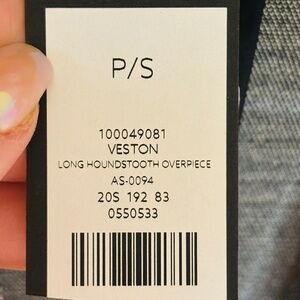 P/S
100049081
VESTON
LONG HOUNDSTOOTH OVERPIECE
AS-0094
20S 192 83
0550533